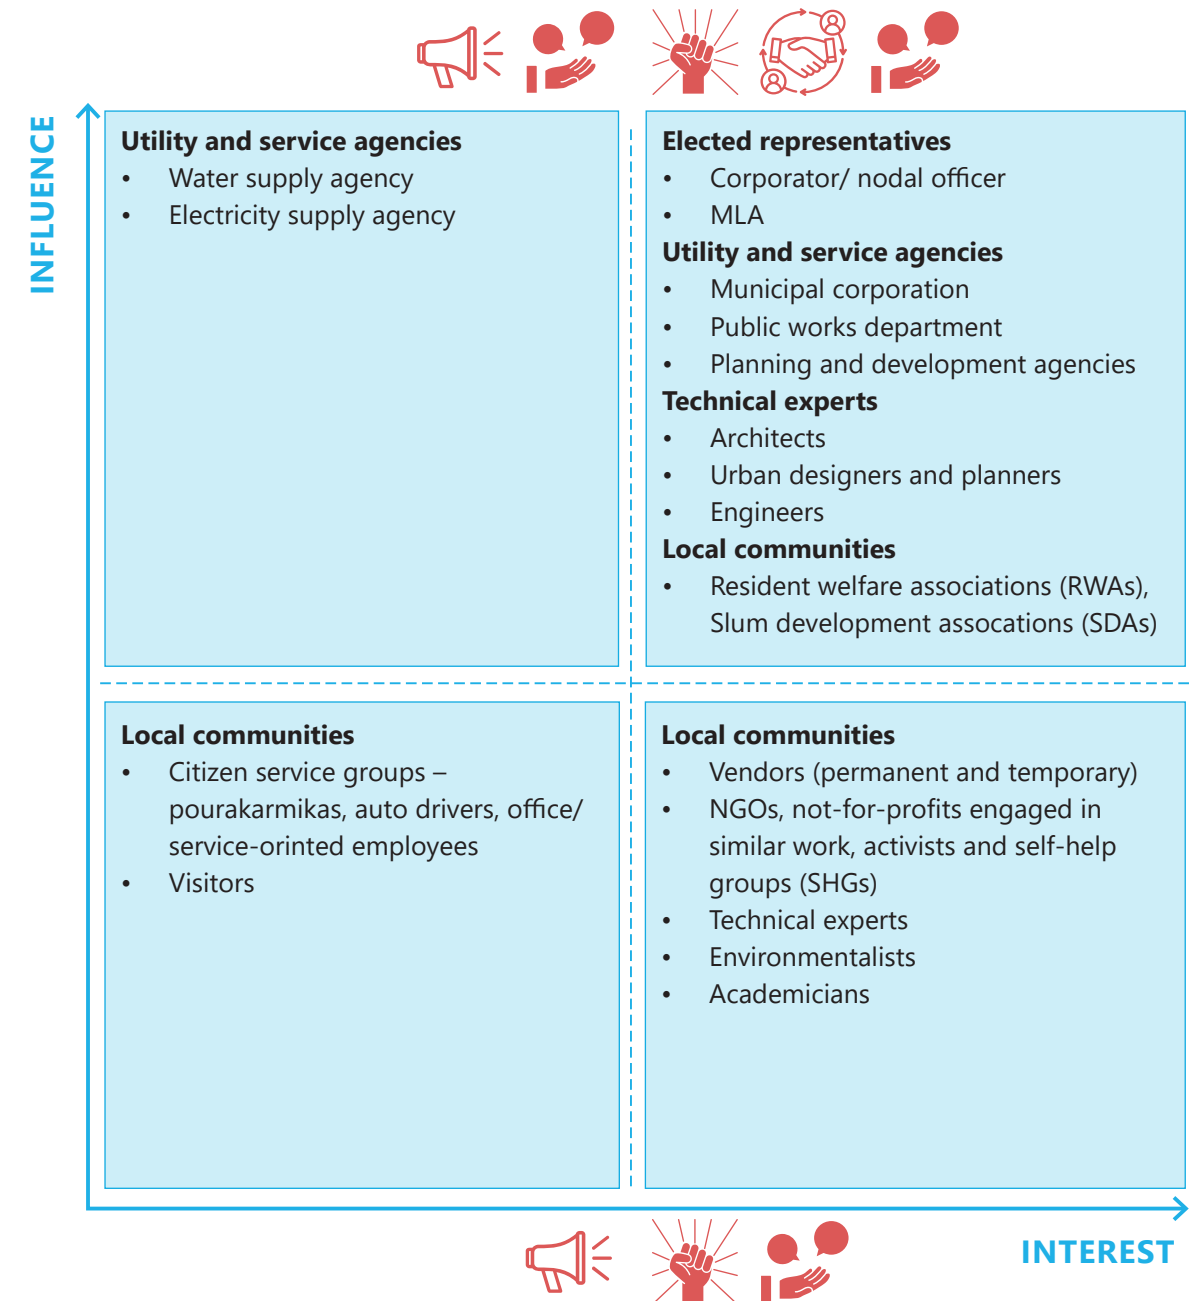 INFLUENCE
Utility and service agencies
• Water supply agency
• Electricity supply agency
Elected representatives
• Corporator/ nodal officer
• MLA
Utility and service agencies
• Municipal corporation
• Public works department
• Planning and development agencies
Technical experts
• Architects
• Urban designers and planners
• Engineers
Local communities
• Resident welfare associations (RWAs),
Slum development assocations (SDAs)
Local communities
• Citizen service groups –
pourakarmikas, auto drivers, office/
service-orinted employees
• Visitors
Local communities
• Vendors (permanent and temporary)
• NGOs, not-for-profits engaged in
similar work, activists and self-help
groups (SHGs)
• Technical experts
• Environmentalists
• Academicians
INTEREST